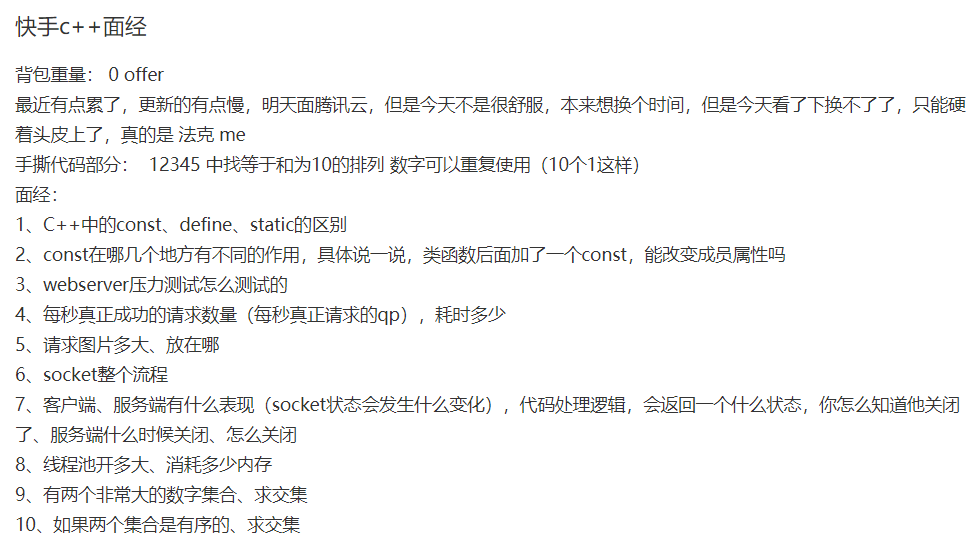 快手c++面经
背包重量： 0 offer
最近有点累了，更新的有点慢，明天面腾讯云，但是今天不是很舒服，本来想换个时间，但是今天看了下换不了了，只能硬
着头皮上了，真的是 法克 me
手撕代码部分：  12345 中找等于和为10的排列 数字可以重复使用（10个1这样）
面经：
1、C++中的const、define、static的区别
2、const在哪几个地方有不同的作用，具体说一说，类函数后面加了一个const，能改变成员属性吗
3、webserver压力测试怎么测试的
4、每秒真正成功的请求数量（每秒真正请求的qp），耗时多少
5、请求图片多大、放在哪
6、socket整个流程
7、客户端、服务端有什么表现（socket状态会发生什么变化），代码处理逻辑，会返回一个什么状态，你怎么知道他关闭
了、服务端什么时候关闭、怎么关闭
8、线程池开多大、消耗多少内存
9、有两个非常大的数字集合、求交集
10、如果两个集合是有序的、求交集